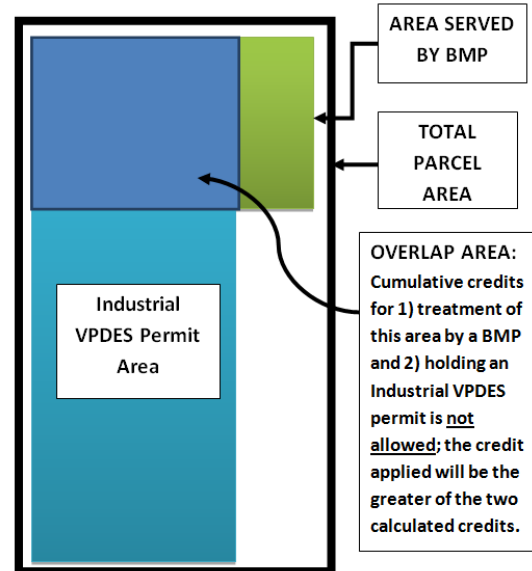 AREA SERVED
BY BMP
TOTAL
PARCEL
AREA
OVERLAP AREA:
Cumulative credits
for 1) treatment of
this area by a BMP
and 2) holding an
Industrial VPDES
permit is not
allowed; the credit
applied will be the
greater of the two
calculated credits.
Industrial
VPDES Permit
Area